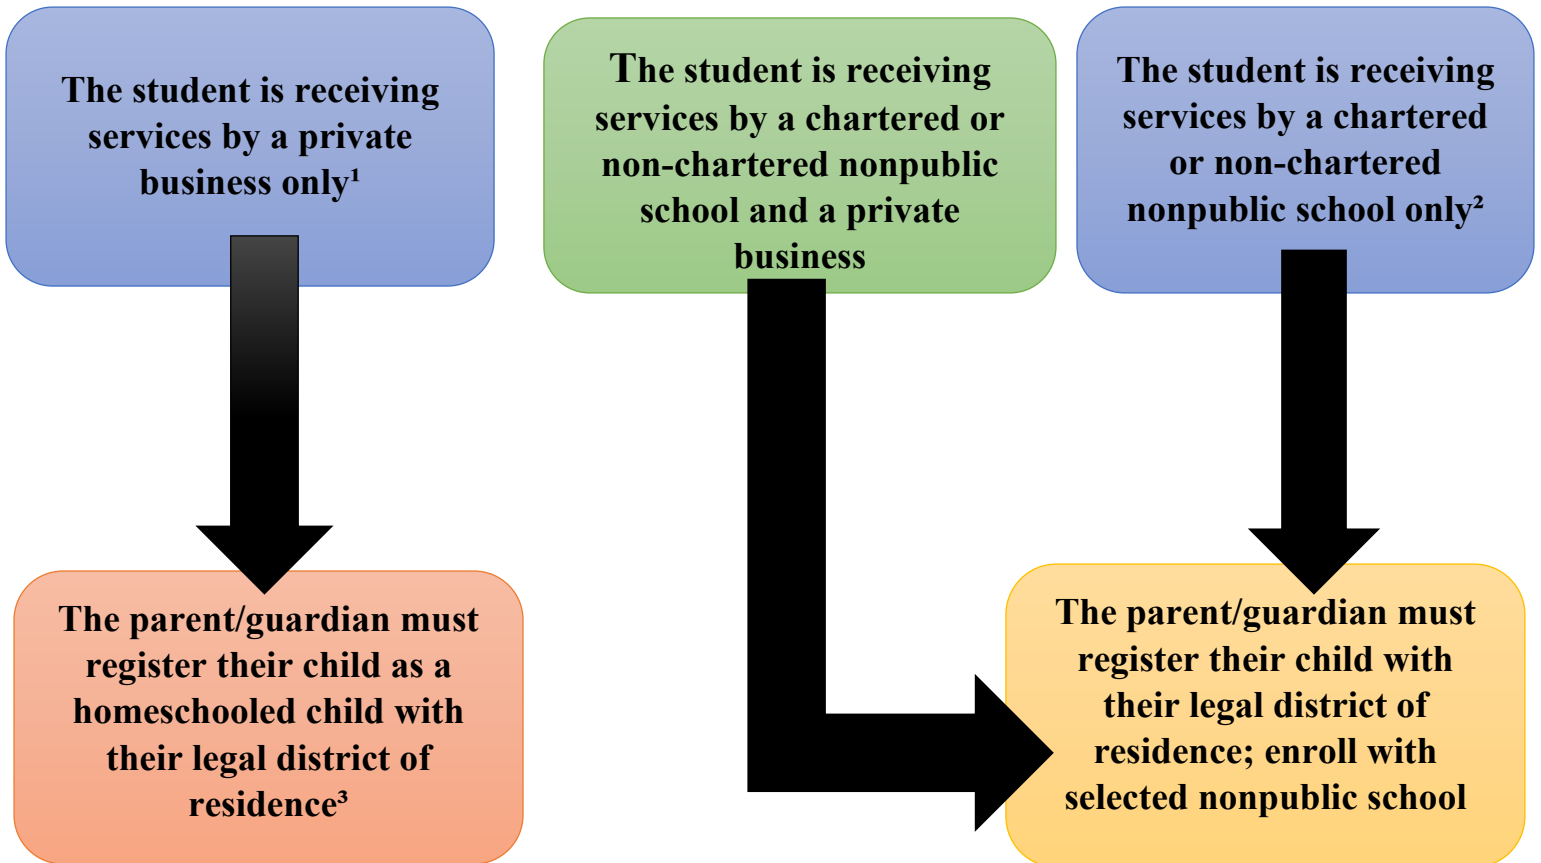 The student is receiving
services by a private
business only¹
The student is receiving
services by a chartered or
non-chartered nonpublic
school and a private
business
The student is receiving
services by a chartered
or non-chartered
nonpublic school only²
The parent/guardian must
register their child as a
homeschooled child with
their legal district of
residence³
The parent/guardian must
register their child with
their legal district of
residence; enroll with
selected nonpublic school